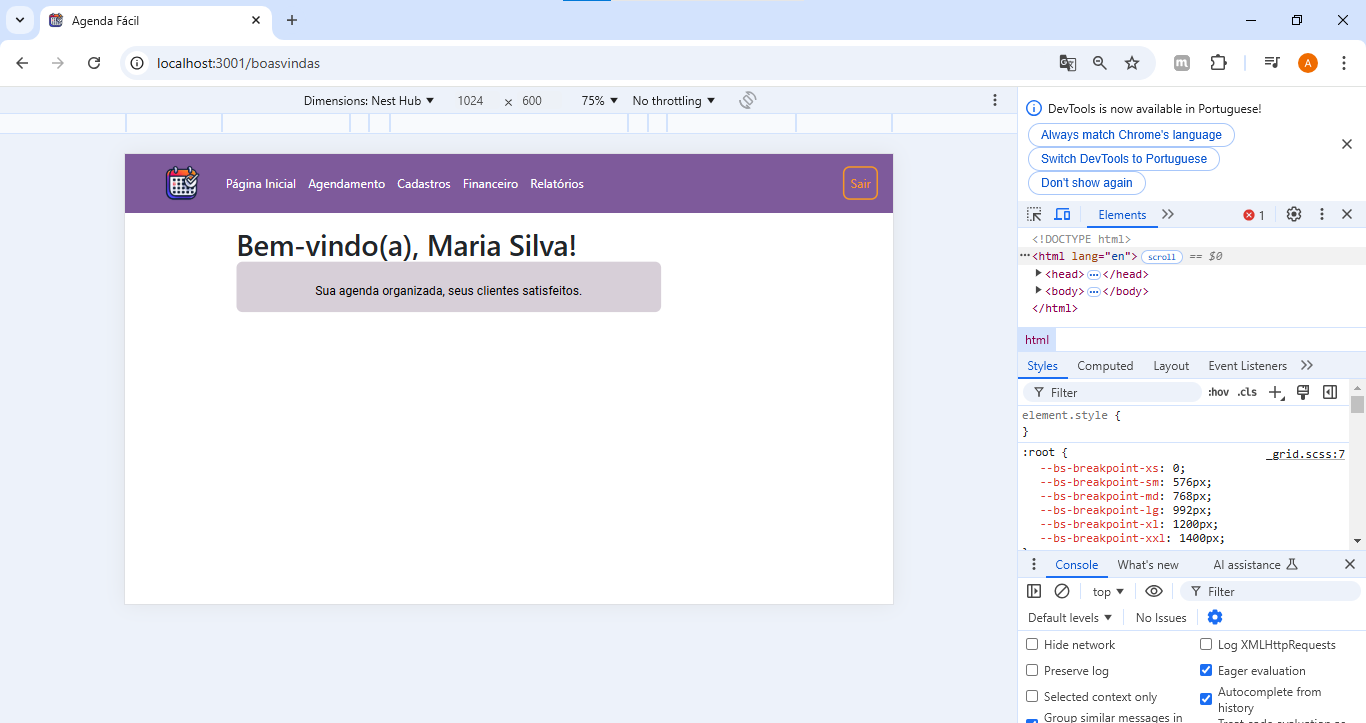 Agenda Fácil
localhost:3001/boasvindas
A
Dimensions: Nest Hub 1024 × 600 75% No throttling
DevTools is now available in Portuguese!
Always match Chrome's language
Switch DevTools to Portuguese
Don't show again
Página Inicial Agendamento Cadastros Financeiro Relatórios Sair
Bem-vindo(a), Maria Silva!
Sua agenda organizada, seus clientes satisfeitos.
Elements 1
<!DOCTYPE html>
<html lang="en"> scroll == $0
<head> ⋯ </head>
<body> ⋯ </body>
</html>
html
Styles Computed Layout Event Listeners
Filter :hov .cls
element.style {
}
:root { _grid.scss:7
--bs-breakpoint-xs: 0;
--bs-breakpoint-sm: 576px;
--bs-breakpoint-md: 768px;
--bs-breakpoint-lg: 992px;
--bs-breakpoint-xl: 1200px;
--bs-breakpoint-xxl: 1400px;
Console What's new AI assistance
top Filter
Default levels No Issues
Hide network Log XMLHttpRequests
Preserve log Eager evaluation
Selected context only Autocomplete from history
Group similar messages in